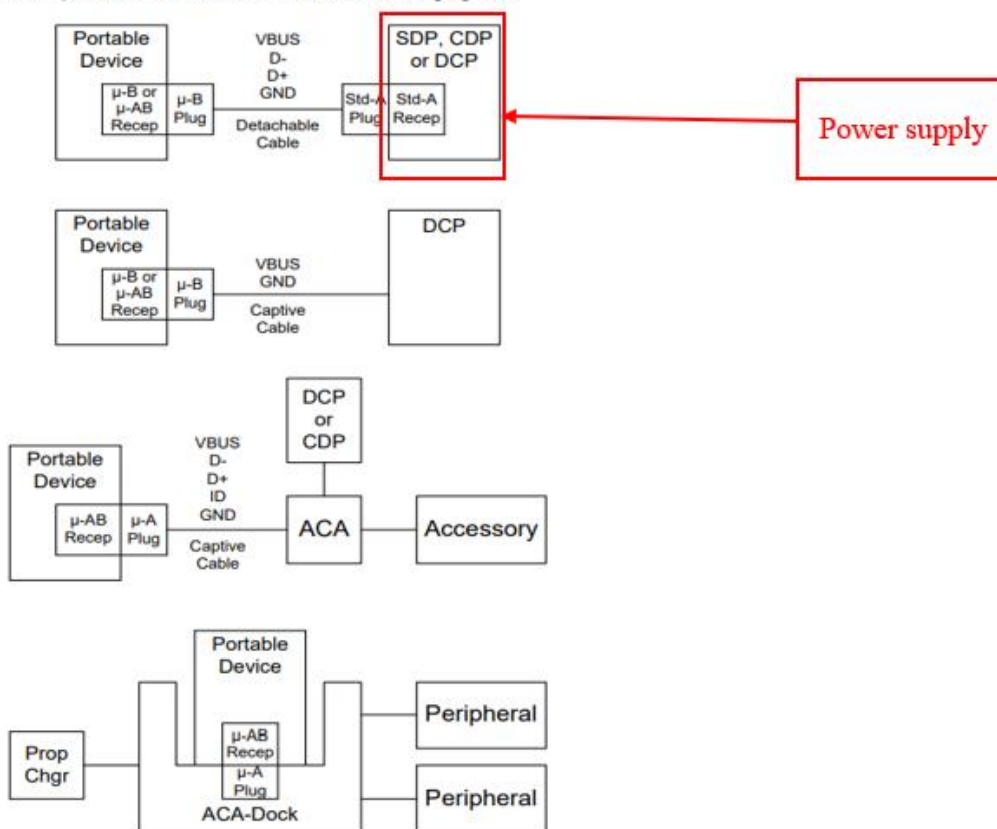 Portable
Device
μ-B or
μ-AB
Recep
μ-B
Plug
VBUS
D-
D+
GND
Detachable
Cable
Std-A
Plug
SDP, CDP
or DCP
Std-A
Recep
Power supply
Portable
Device
μ-B or
μ-AB
Recep
μ-B
Plug
VBUS
GND
Captive
Cable
DCP
Portable
Device
μ-AB
Recep
μ-A
Plug
VBUS
D-
D+
ID
GND
Captive
Cable
DCP
or
CDP
ACA
Accessory
Prop
Chgr
Portable
Device
μ-AB
Recep
μ-A
Plug
ACA-Dock
Peripheral
Peripheral